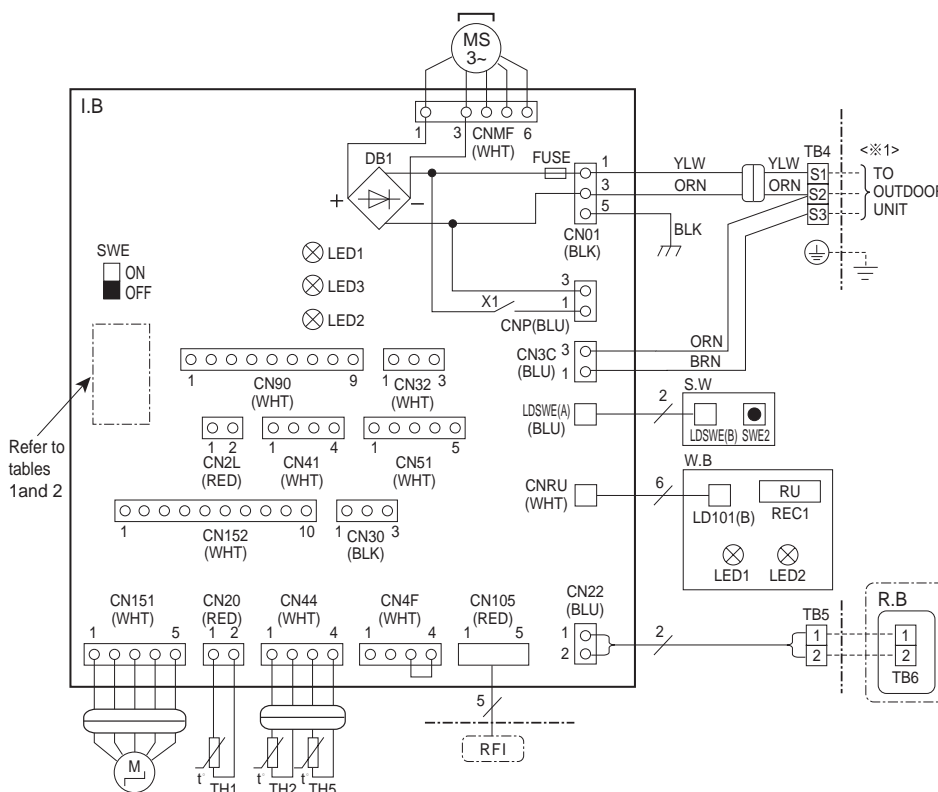 MS
3~
I.B
1 3 CNMF 6
(WHT)
DB1
+ −
FUSE
1
3
5
CN01
(BLK)
YLW
ORN
BLK
YLW
ORN
TB4
S1
S2
S3
<※1>
TO
OUTDOOR
UNIT
SWE
ON
OFF
LED1
LED3
LED2
X1
3
1
CNP(BLU)
CN3C
(BLU)
3
1
ORN
BRN
1 9
CN90
(WHT)
1 3
CN32
(WHT)
LDSWE(A)
(BLU)
2
S.W
LDSWE(B) SWE2
Refer to
tables
1and 2
1 2
CN2L
(RED)
1 4
CN41
(WHT)
1 5
CN51
(WHT)
CNRU
(WHT)
6
W.B
LD101(B)
RU
REC1
LED1 LED2
1 10
CN152
(WHT)
1 3
CN30
(BLK)
CN151
(WHT)
1 5
CN20
(RED)
1 2
CN44
(WHT)
1 4
CN4F
(WHT)
1 4
CN105
(RED)
1 5
CN22
(BLU)
1
2
2
TB5
1
2
R.B
1
2
TB6
M
t°
TH1
t°
TH2
t°
TH5
5
RFI